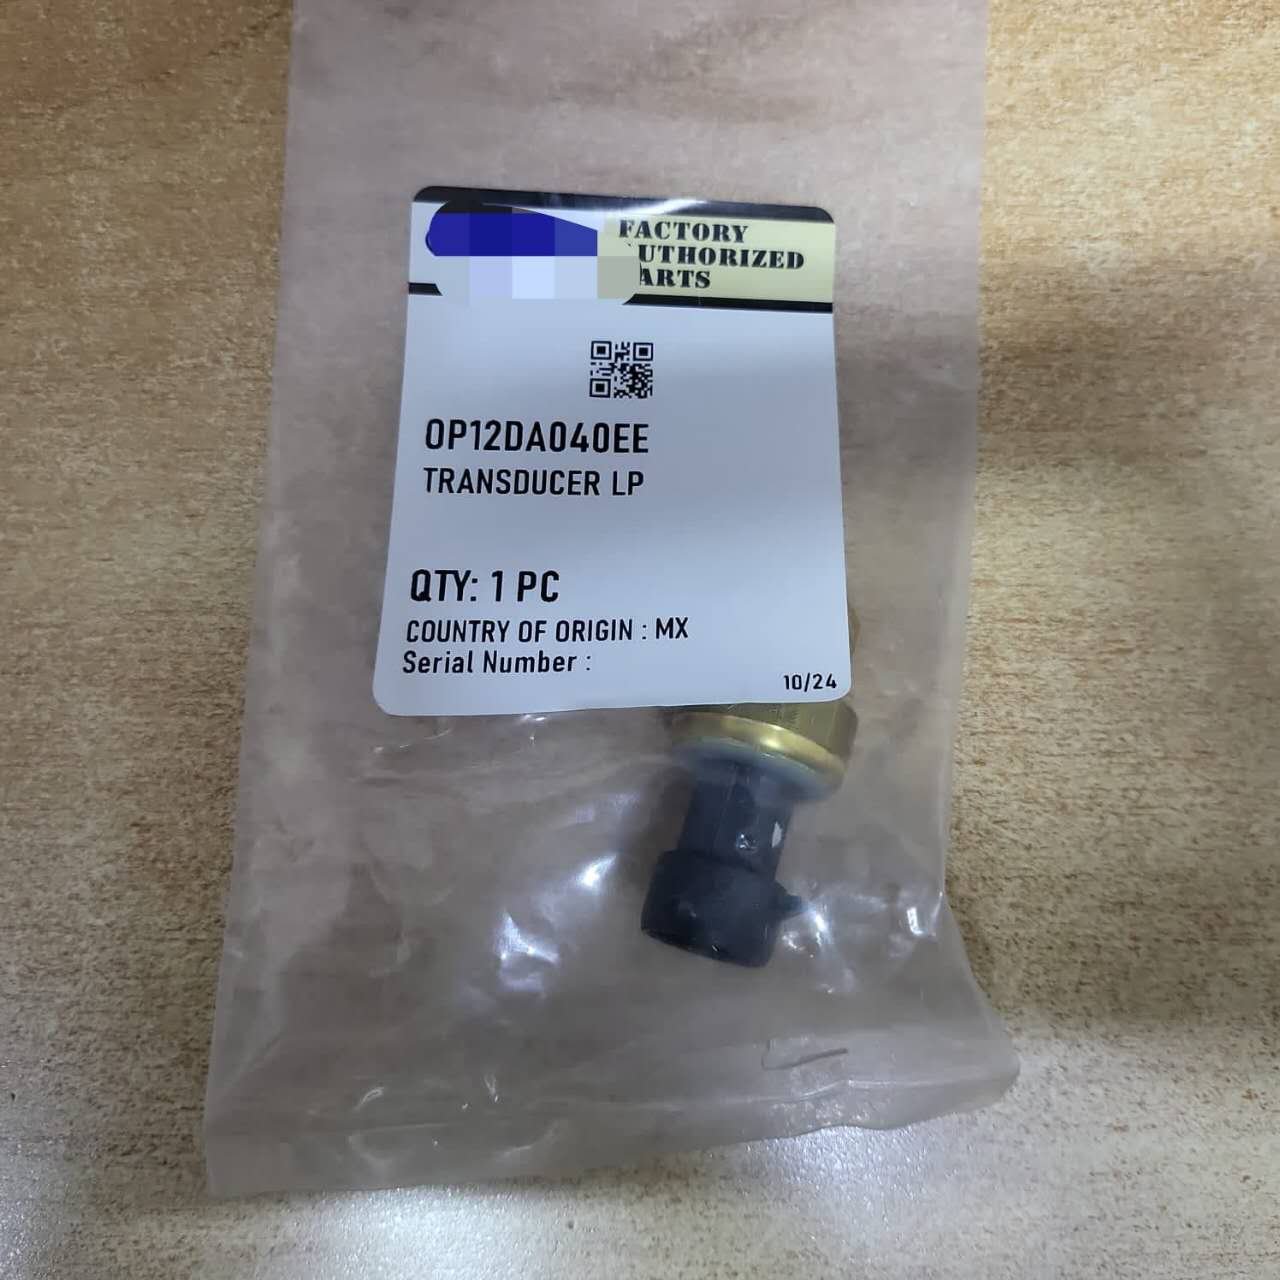 FACTORY
UTHORIZED
ARTS
OP12DA040EE
TRANSDUCER LP
QTY: 1 PC
COUNTRY OF ORIGIN : MX
Serial Number :
10/24